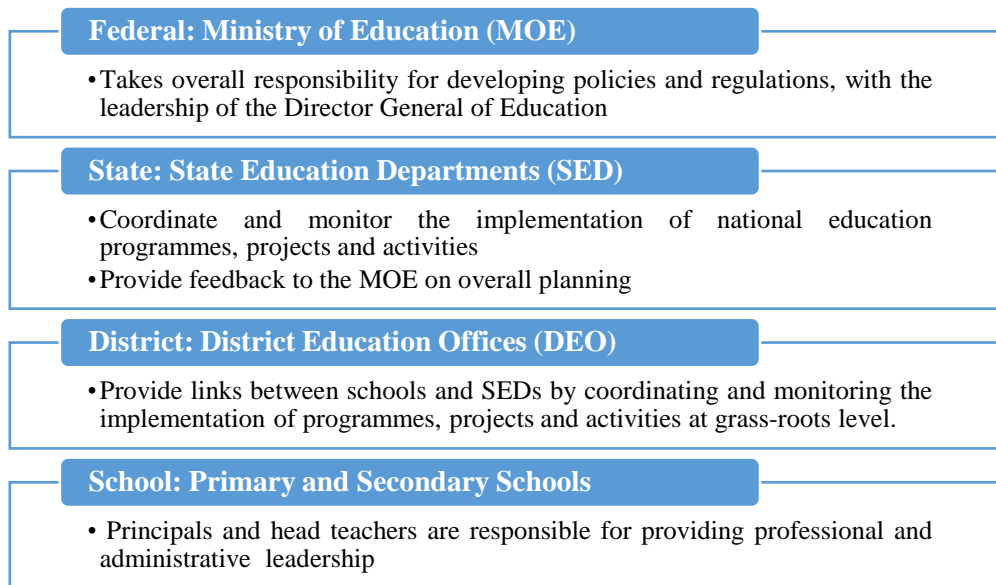 Federal: Ministry of Education (MOE)
•Takes overall responsibility for developing policies and regulations, with the
leadership of the Director General of Education
State: State Education Departments (SED)
•Coordinate and monitor the implementation of national education
programmes, projects and activities
•Provide feedback to the MOE on overall planning
District: District Education Offices (DEO)
•Provide links between schools and SEDs by coordinating and monitoring the
implementation of programmes, projects and activities at grass-roots level.
School: Primary and Secondary Schools
• Principals and head teachers are responsible for providing professional and
administrative leadership